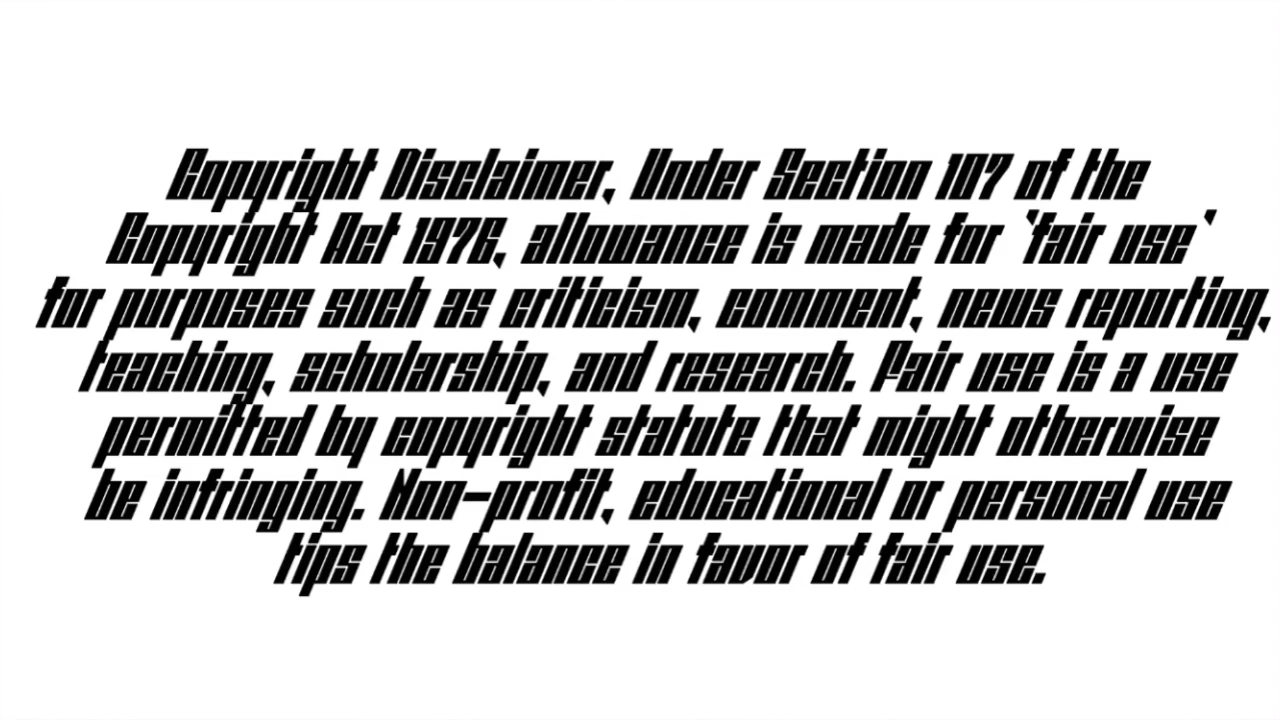 Copyright Disclaimer, Under Section 107 of the
Copyright Act 1976, allowance is made for 'fair use'
for purposes such as criticism, comment, news reporting,
teaching, scholarship, and research. Fair use is a use
permitted by copyright statute that might otherwise
be infringing. Non-profit, educational or personal use
tips the balance in favor of fair use.